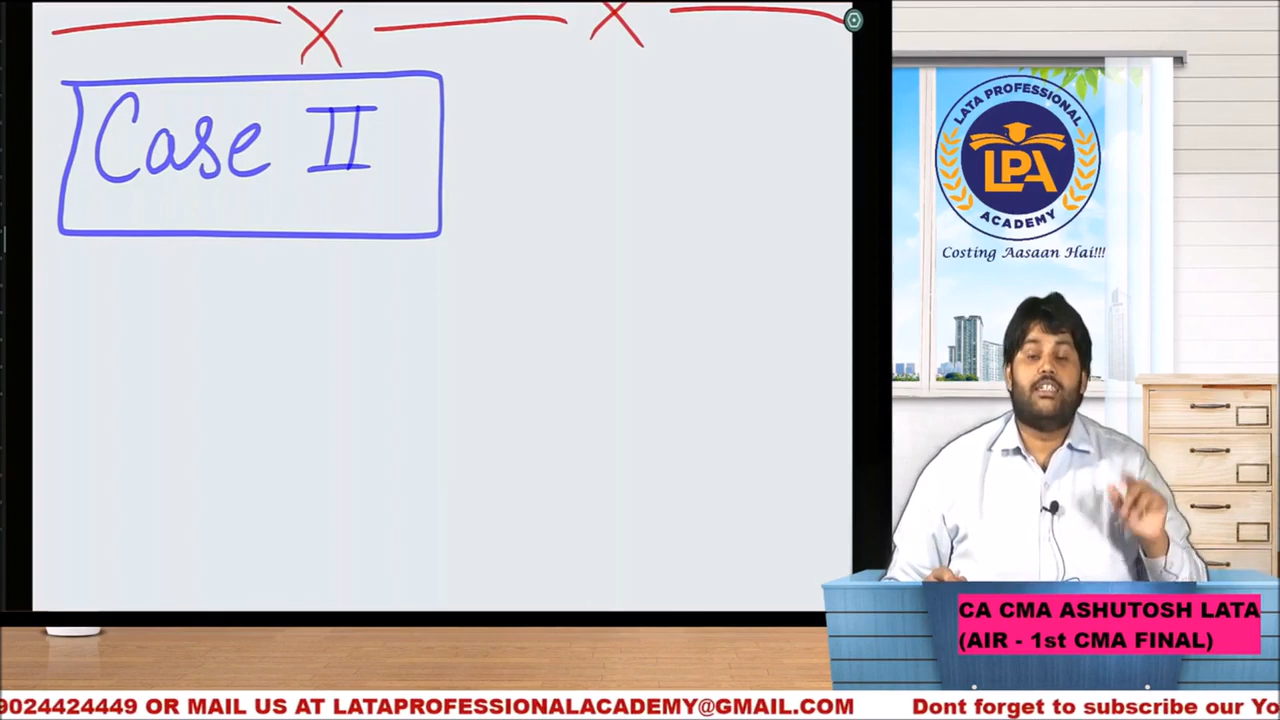 Case II
LATA PROFESSIONAL
LPA
ACADEMY
Costing Aasaan Hai!!!
CA CMA ASHUTOSH LATA
(AIR - 1st CMA FINAL)
9024424449 OR MAIL US AT LATAPROFESSIONALACADEMY@GMAIL.COM Dont forget to subscribe our Yo